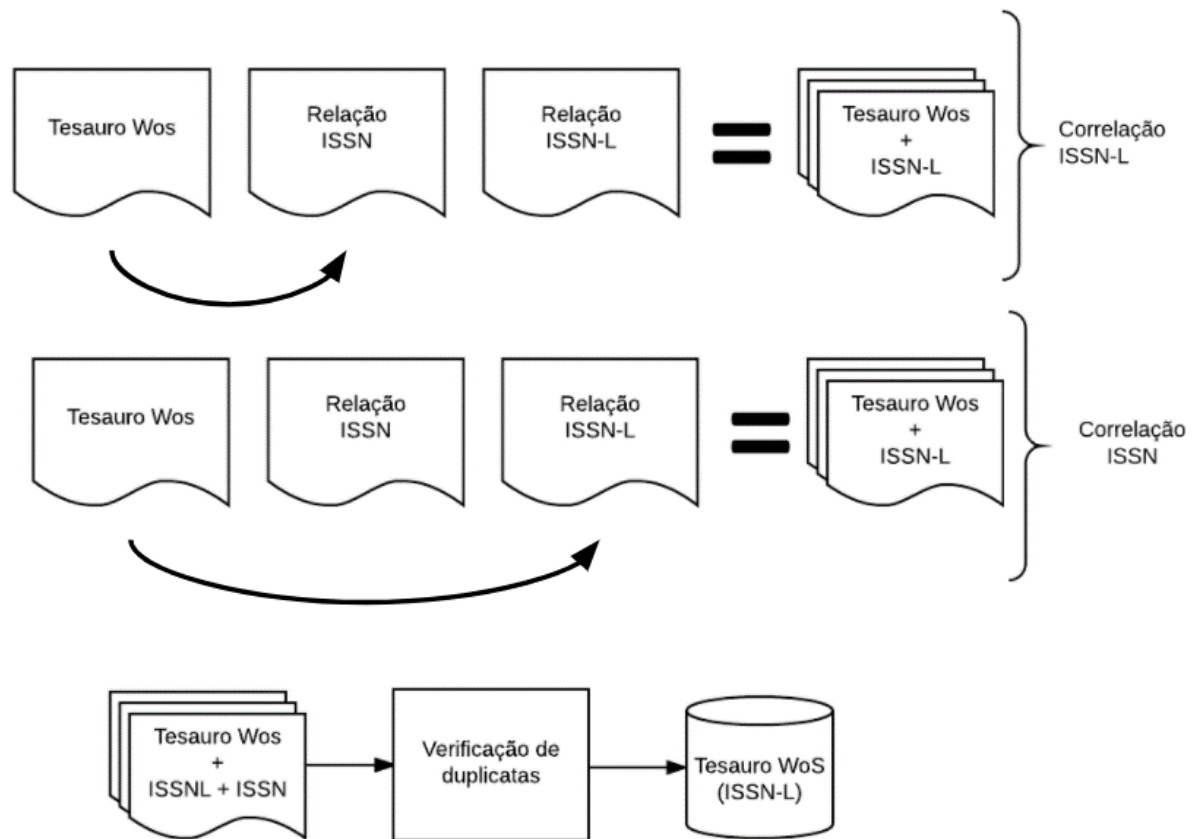 Tesauro Wos
Relação
ISSN
Relação
ISSN-L
Tesauro Wos
+
ISSN-L
Correlação
ISSN-L
Tesauro Wos
Relação
ISSN
Relação
ISSN-L
Tesauro Wos
+
ISSN-L
Correlação
ISSN
Tesauro Wos
+
ISSNL + ISSN
Verificação de
duplicatas
Tesauro WoS
(ISSN-L)